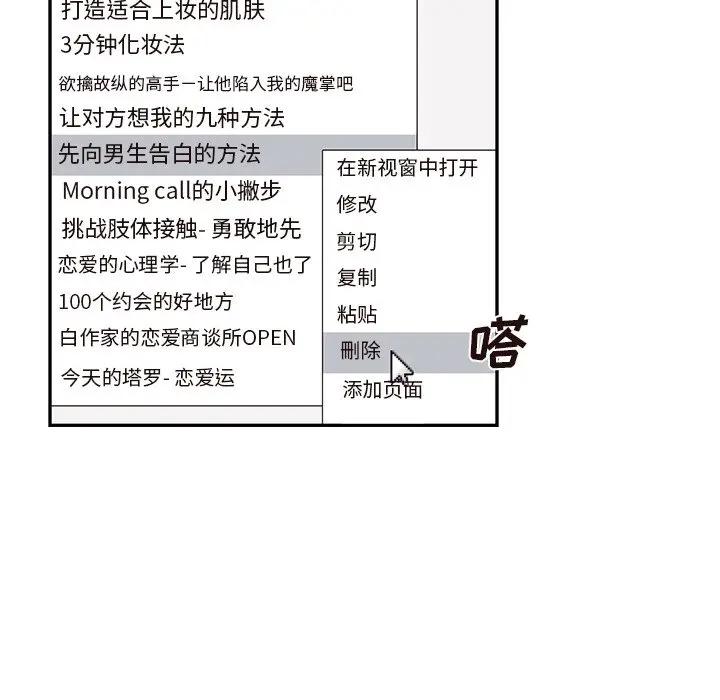 打造适合上妆的肌肤
3分钟化妆法
欲擒故纵的高手－让他陷入我的魔掌吧
让对方想我的九种方法
先向男生告白的方法
Morning call的小撇步
挑战肢体接触- 勇敢地先
恋爱的心理学- 了解自己也了
100个约会的好地方
白作家的恋爱商谈所OPEN
今天的塔罗- 恋爱运
在新视窗中打开
修改
剪切
复制
粘贴
刪除
添加页面
嗒